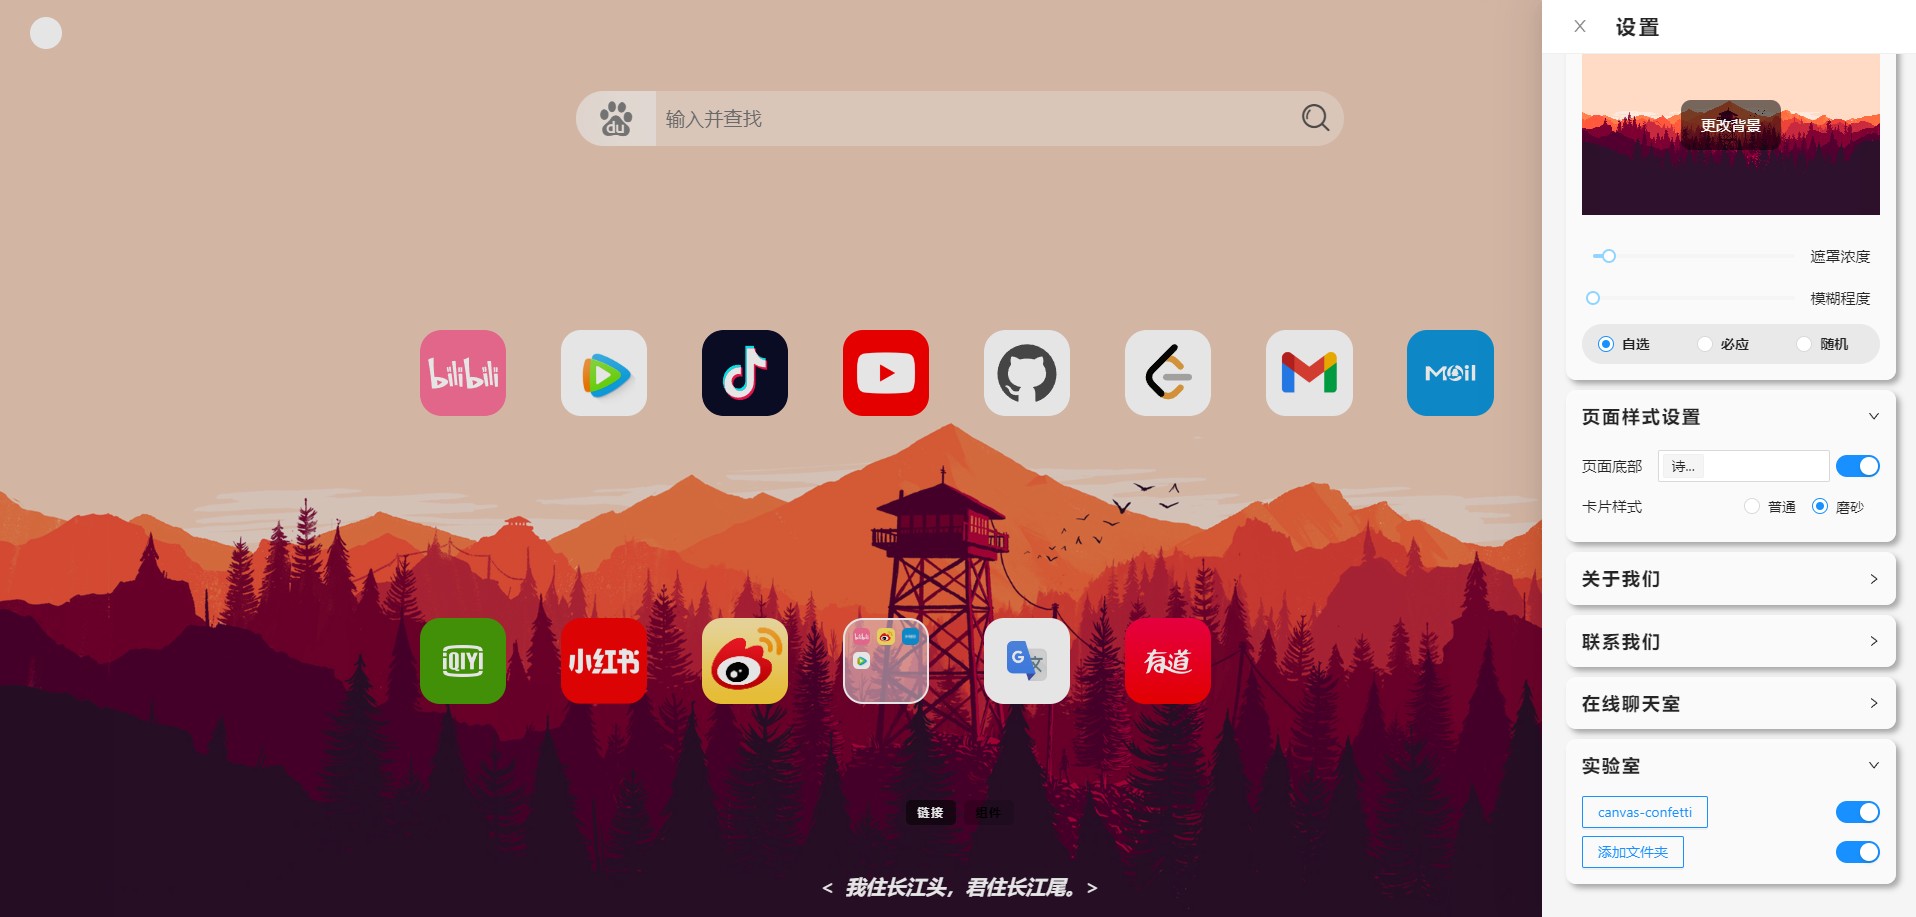 设置
du
输入并查找
更改背景
遮罩浓度
模糊程度
自选 必应 随机
bilibili
MAil
页面样式设置
页面底部 诗...
卡片样式 普通 磨砂
关于我们
联系我们
在线聊天室
实验室
canvas-confetti
添加文件夹
iQIYI
小红书
bilibili
G 文
有道
链接 组件
< 我住长江头，君住长江尾。 >